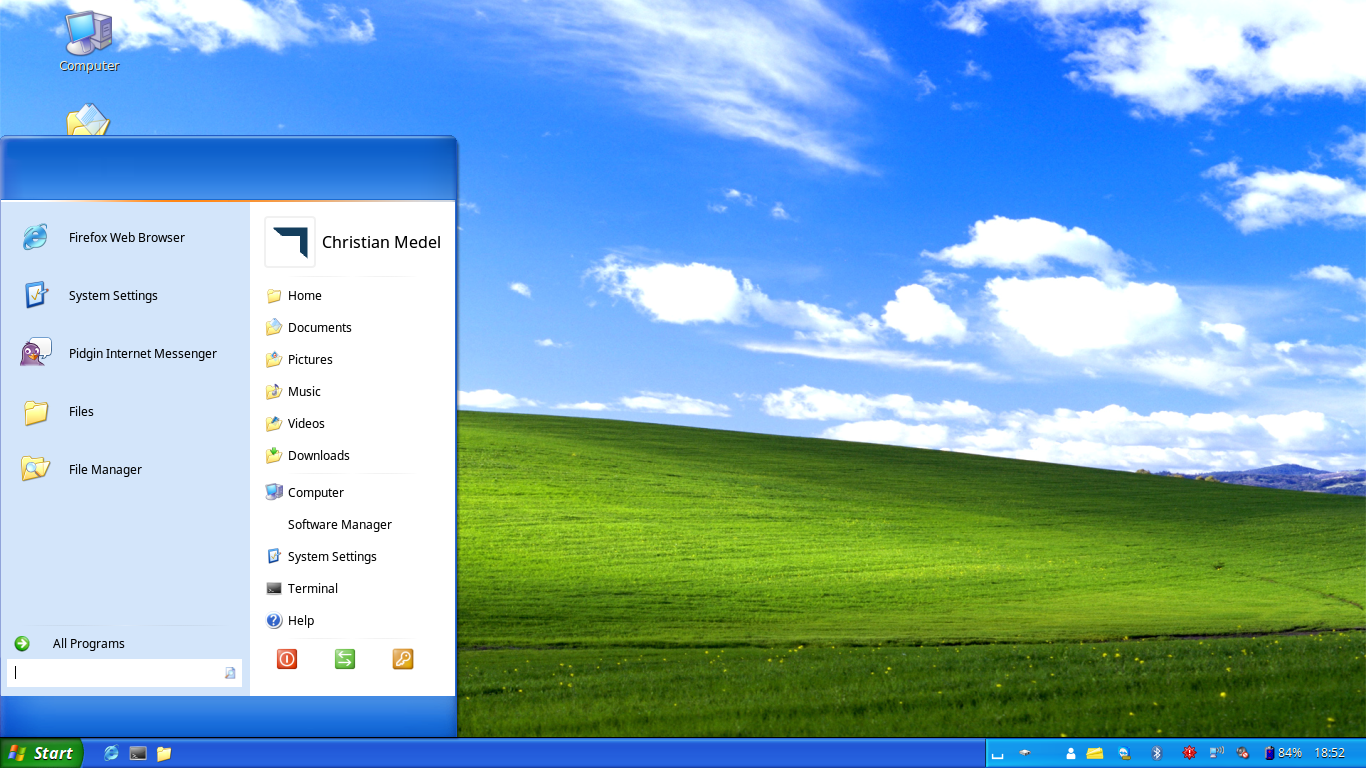 Computer
Firefox Web Browser
System Settings
Pidgin Internet Messenger
Files
File Manager
All Programs
Christian Medel
Home
Documents
Pictures
Music
Videos
Downloads
Computer
Software Manager
System Settings
Terminal
Help
Start
84%
18:52